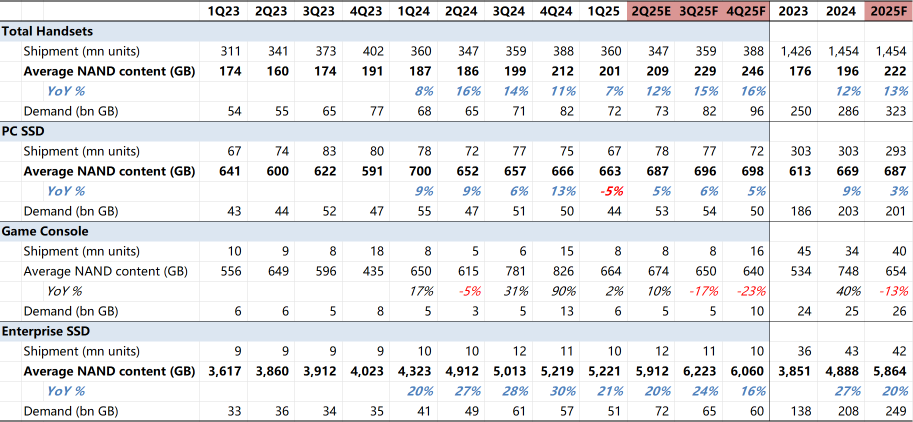 1Q23 2Q23 3Q23 4Q23 1Q24 2Q24 3Q24 4Q24 1Q25 2Q25E 3Q25F 4Q25F 2023 2024 2025F
Total Handsets
Shipment (mn units) 311 341 373 402 360 347 359 388 360 347 359 388 1,426 1,454 1,454
Average NAND content (GB) 174 160 174 191 187 186 199 212 201 209 229 246 176 196 222
YoY % 8% 16% 14% 11% 7% 12% 15% 16% 12% 13%
Demand (bn GB) 54 55 65 77 68 65 71 82 72 73 82 96 250 286 323
PC SSD
Shipment (mn units) 67 74 83 80 78 72 77 75 67 78 77 72 303 303 293
Average NAND content (GB) 641 600 622 591 700 652 657 666 663 687 696 698 613 669 687
YoY % 9% 9% 6% 13% -5% 5% 6% 5% 9% 3%
Demand (bn GB) 43 44 52 47 55 47 51 50 44 53 54 50 186 203 201
Game Console
Shipment (mn units) 10 9 8 18 8 5 6 15 8 8 8 16 45 34 40
Average NAND content (GB) 556 649 596 435 650 615 781 826 664 674 650 640 534 748 654
YoY % 17% -5% 31% 90% 2% 10% -17% -23% 40% -13%
Demand (bn GB) 6 6 5 8 5 3 5 13 6 5 5 10 24 25 26
Enterprise SSD
Shipment (mn units) 9 9 9 9 10 10 12 11 10 12 11 10 36 43 42
Average NAND content (GB) 3,617 3,860 3,912 4,023 4,323 4,912 5,013 5,219 5,221 5,912 6,223 6,060 3,851 4,888 5,864
YoY % 20% 27% 28% 30% 21% 20% 24% 16% 27% 20%
Demand (bn GB) 33 36 34 35 41 49 61 57 51 72 65 60 138 208 249